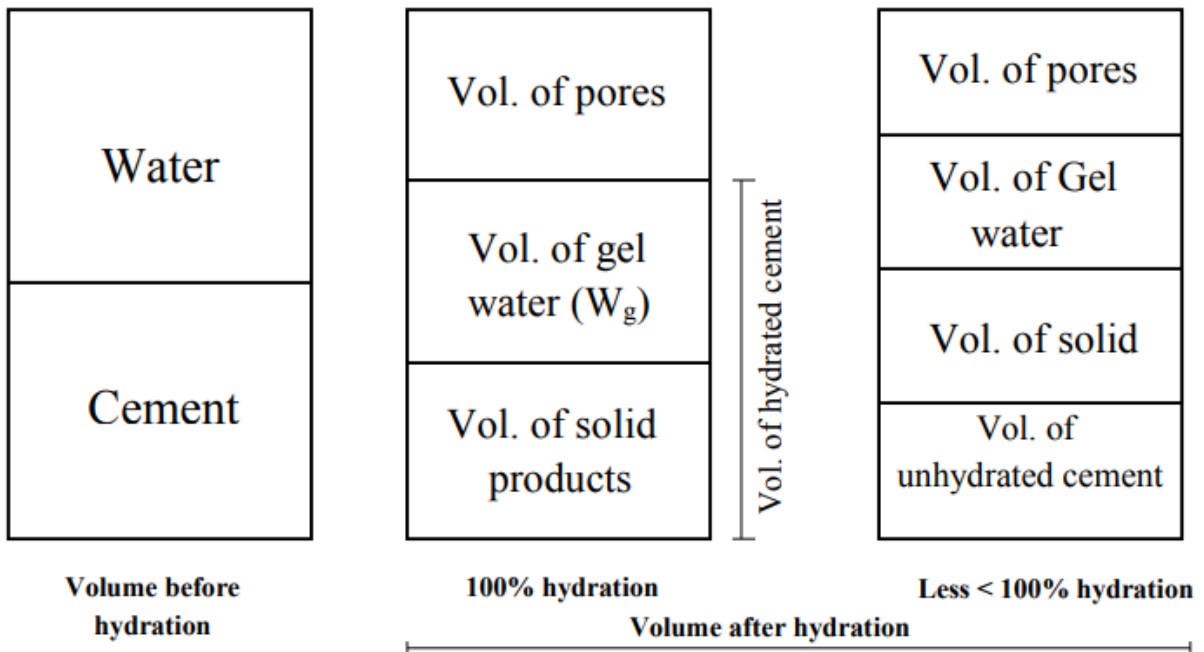 Water
Cement
Volume before
hydration
Vol. of pores
Vol. of gel
water (Wg)
Vol. of solid
products
Vol. of hydrated cement
100% hydration
Vol. of pores
Vol. of Gel
water
Vol. of solid
Vol. of
unhydrated cement
Less < 100% hydration
Volume after hydration